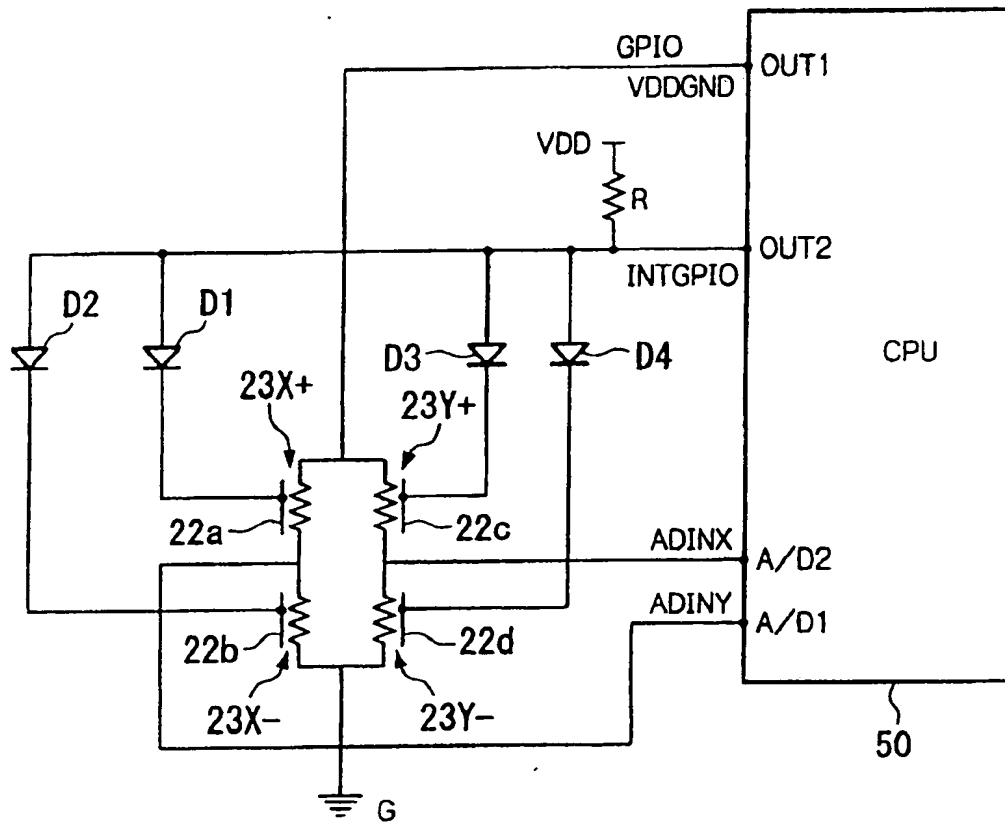 GPIO
OUT1
VDDGND
VDD
R
OUT2
INTGPIO
D2
D1
D3
D4
CPU
23X+
23Y+
22a
22c
ADINX
A/D2
ADINY
A/D1
22b
22d
23X-
23Y-
50
G